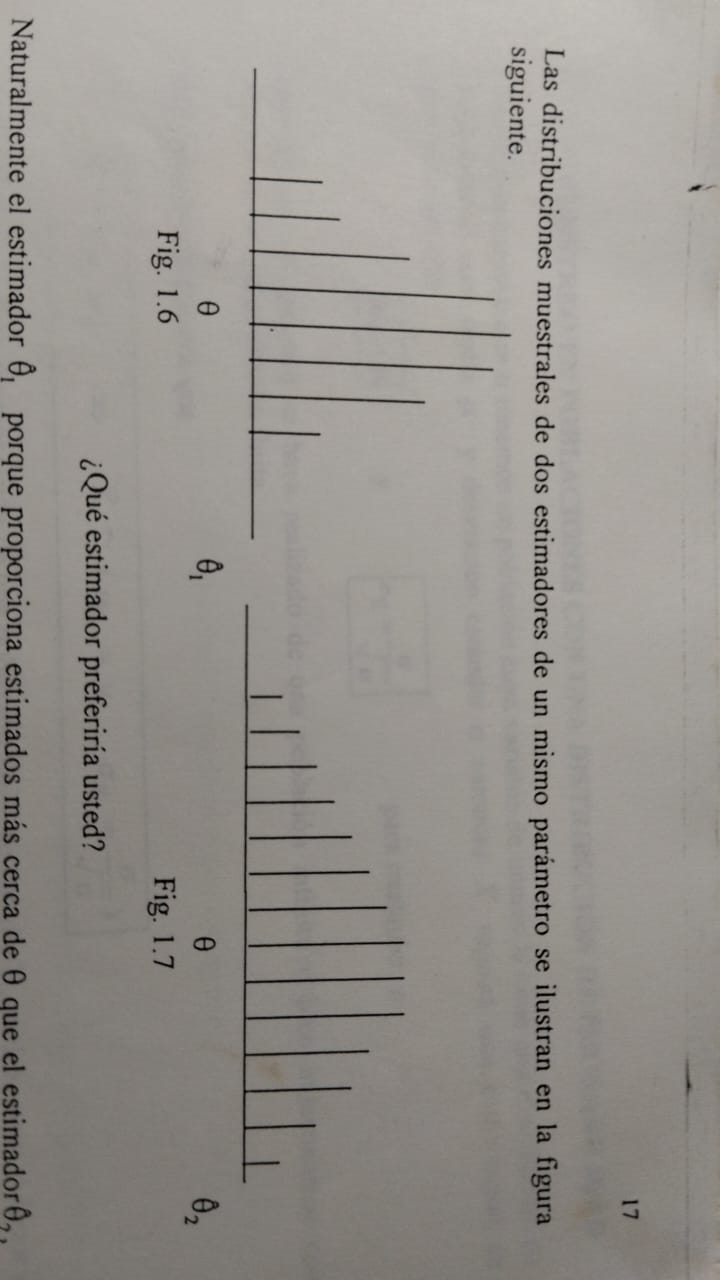 17
Las distribuciones muestrales de dos estimadores de un mismo parámetro se ilustran en la figura
siguiente.
θ θ̂₁ θ θ̂₂
Fig. 1.6 Fig. 1.7
¿Qué estimador preferiría usted?
Naturalmente el estimador θ̂₁ porque proporciona estimados más cerca de θ que el estimador θ̂₂,